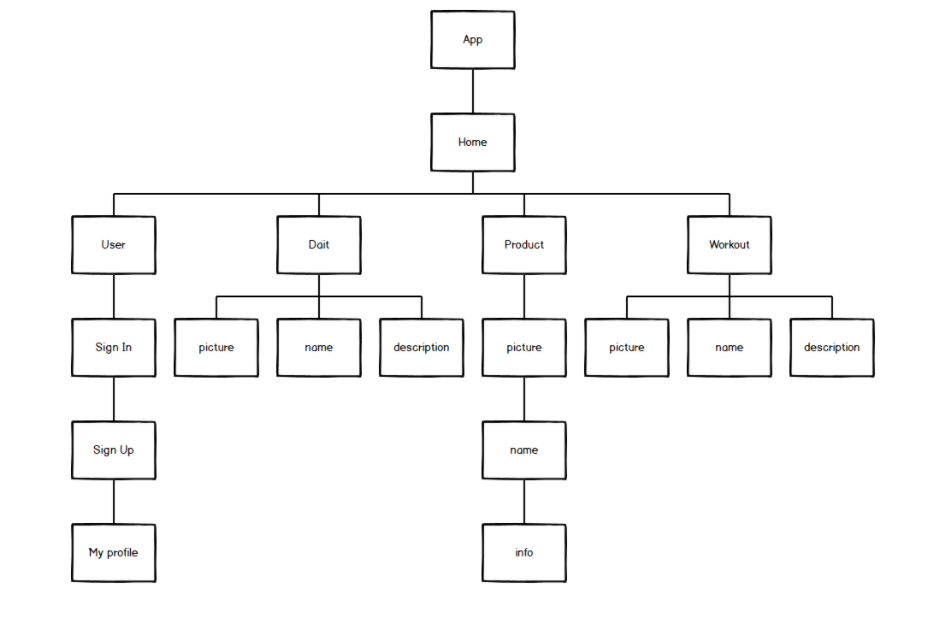 App
Home
User
Dait
Product
Workout
Sign In
picture
name
description
picture
picture
name
description
Sign Up
name
My profile
info